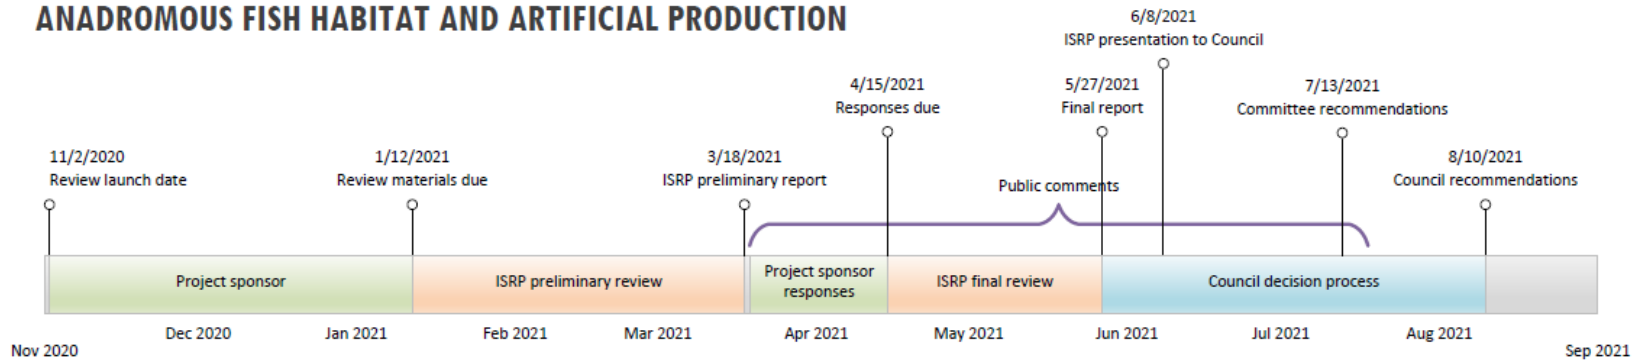 ANADROMOUS FISH HABITAT AND ARTIFICIAL PRODUCTION
6/8/2021
ISRP presentation to Council
4/15/2021
Responses due
5/27/2021
Final report
7/13/2021
Committee recommendations
11/2/2020
Review launch date
1/12/2021
Review materials due
3/18/2021
ISRP preliminary report
Public comments
8/10/2021
Council recommendations
Project sponsor
ISRP preliminary review
Project sponsor
responses
ISRP final review
Council decision process
Nov 2020
Dec 2020
Jan 2021
Feb 2021
Mar 2021
Apr 2021
May 2021
Jun 2021
Jul 2021
Aug 2021
Sep 2021